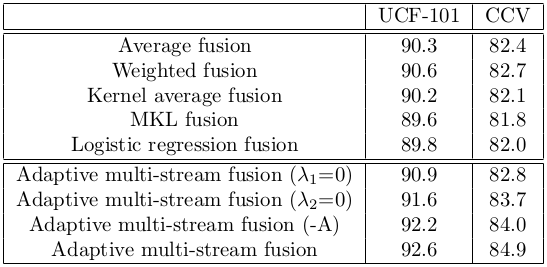 UCF-101 CCV
Average fusion 90.3 82.4
Weighted fusion 90.6 82.7
Kernel average fusion 90.2 82.1
MKL fusion 89.6 81.8
Logistic regression fusion 89.8 82.0
Adaptive multi-stream fusion (λ₁=0) 90.9 82.8
Adaptive multi-stream fusion (λ₂=0) 91.6 83.7
Adaptive multi-stream fusion (-A) 92.2 84.0
Adaptive multi-stream fusion 92.6 84.9